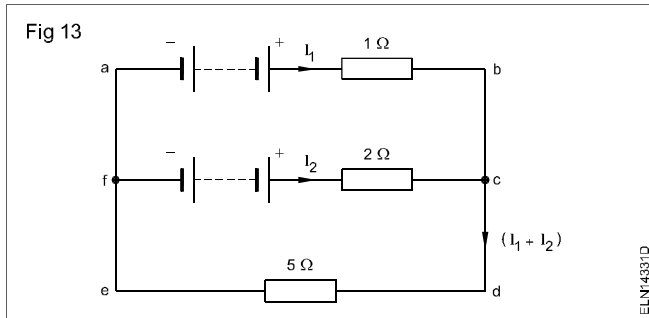 Fig 13
− + I₁ 1 Ω
a b
− + I₂ 2 Ω
f c
(I₁ + I₂)
5 Ω
e d
ELN14331D